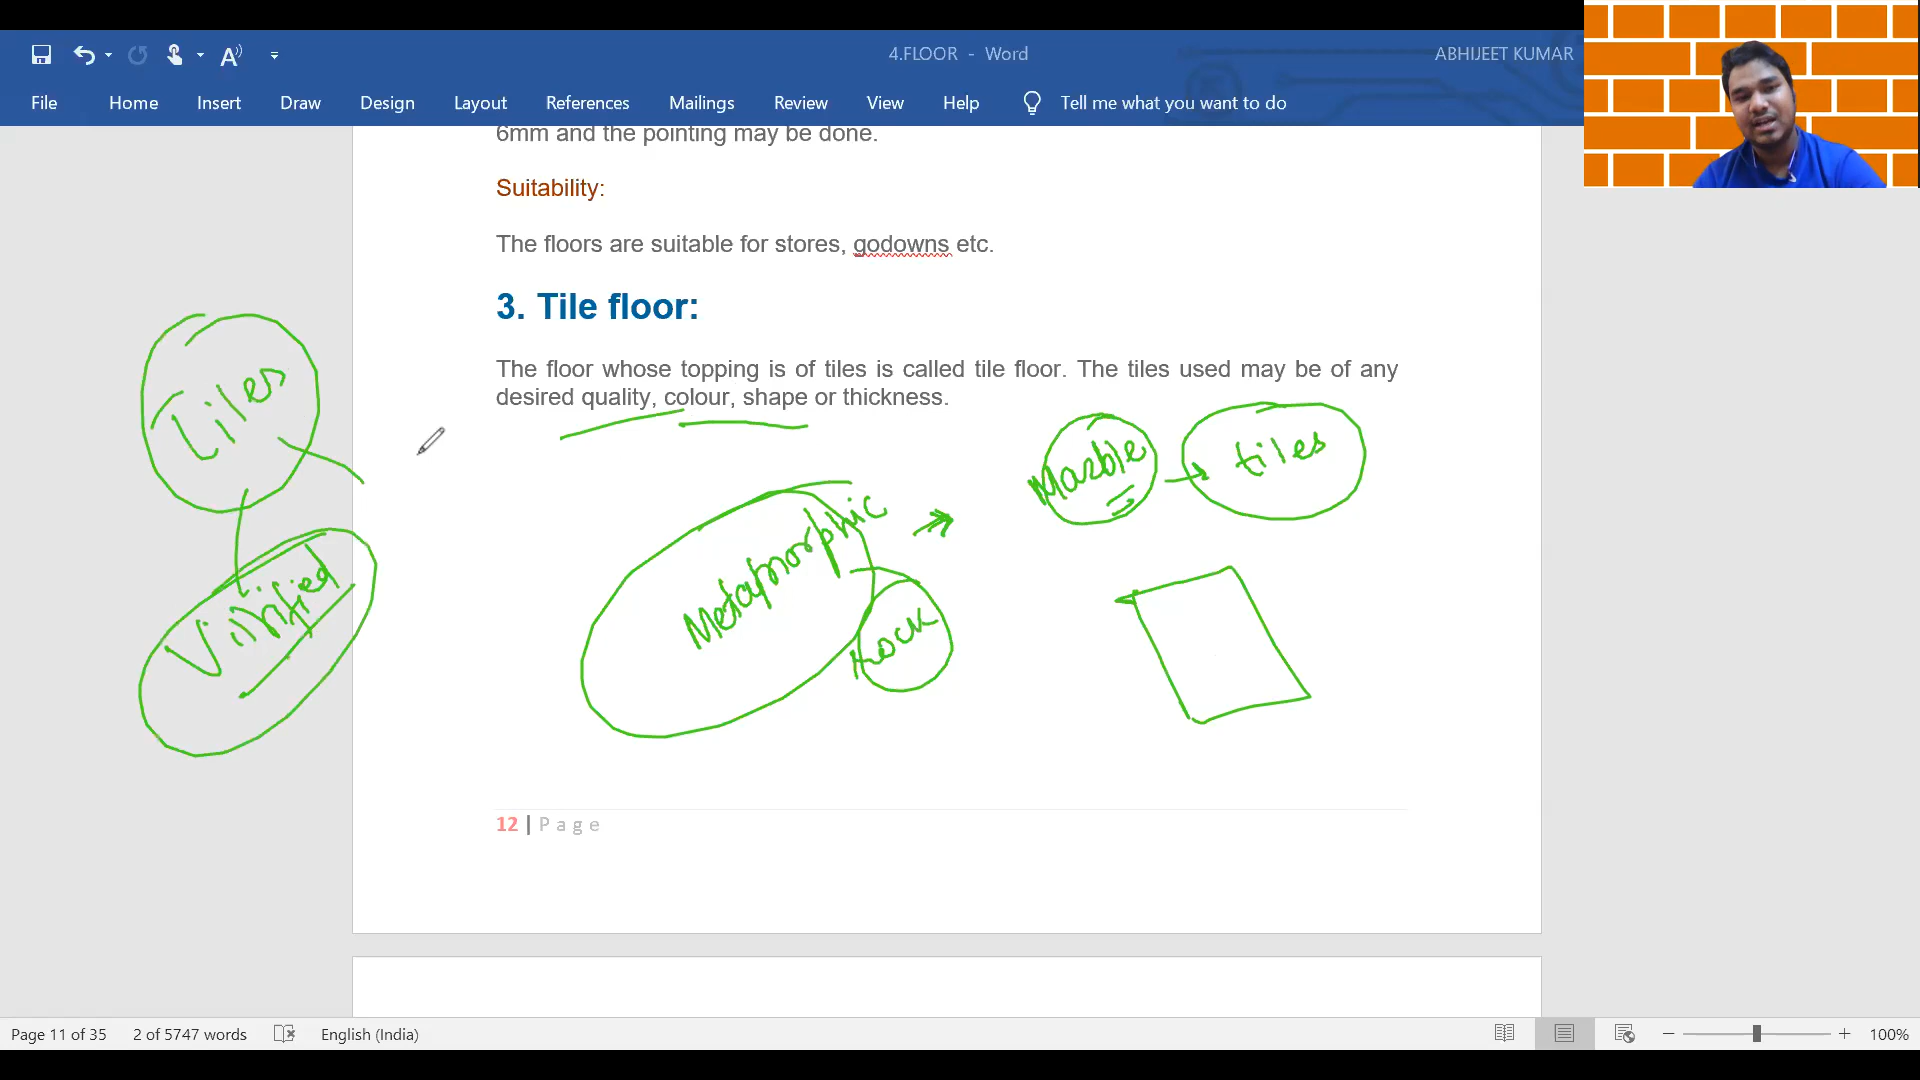 4.FLOOR - Word
ABHIJEET KUMAR
File Home Insert Draw Design Layout References Mailings Review View Help Tell me what you want to do
6mm and the pointing may be done.
Suitability:
The floors are suitable for stores, godowns etc.
3. Tile floor:
The floor whose topping is of tiles is called tile floor. The tiles used may be of any
desired quality, colour, shape or thickness.
Tiles
Vitrified
Metamorphic
Rock
Marble
tiles
12 | Page
Page 11 of 35 2 of 5747 words English (India) 100%